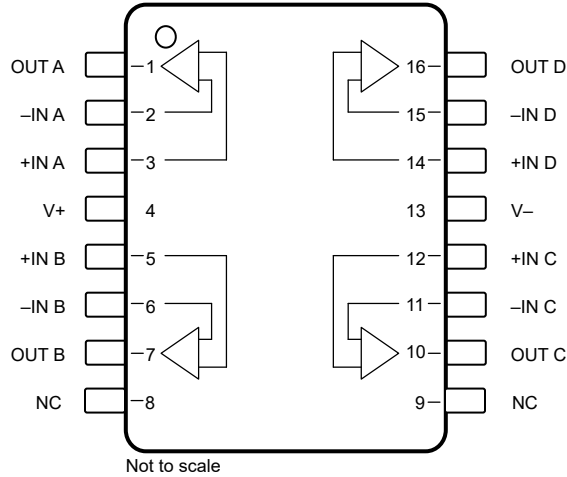 OUT A 1 16 OUT D
–IN A 2 15 –IN D
+IN A 3 14 +IN D
V+ 4 13 V–
+IN B 5 12 +IN C
–IN B 6 11 –IN C
OUT B 7 10 OUT C
NC 8 9 NC
Not to scale